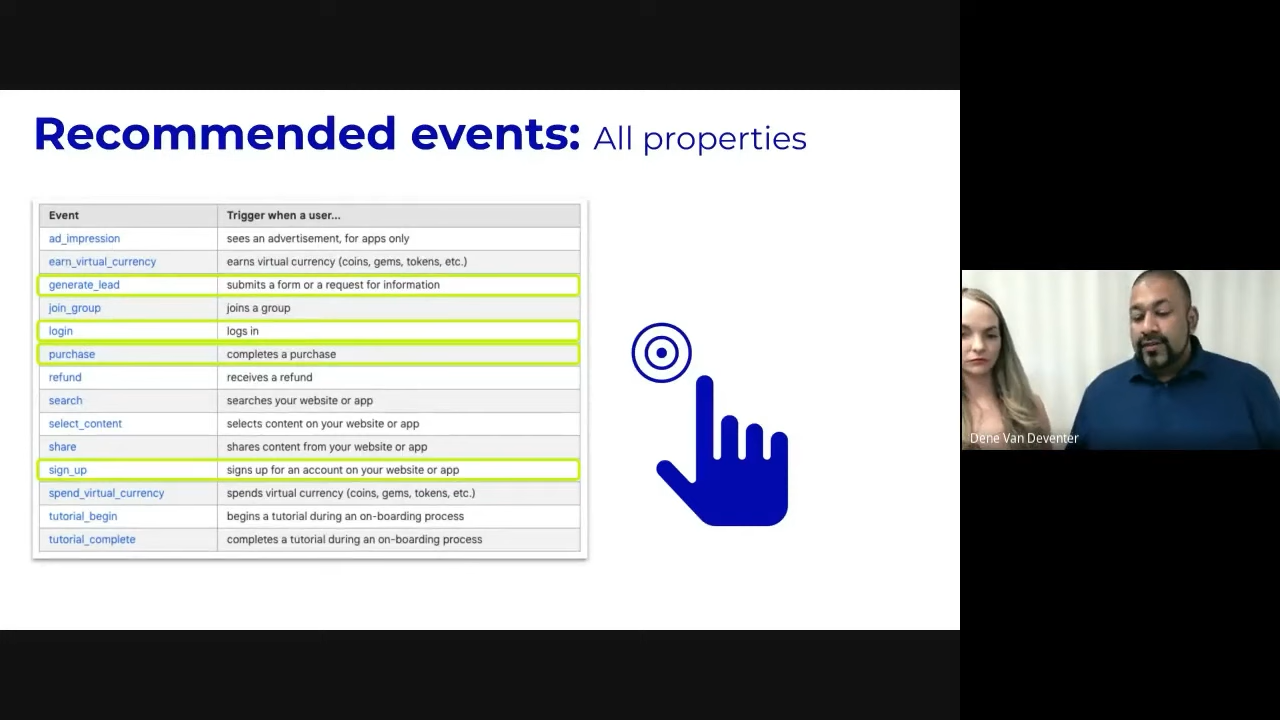 Recommended events: All properties
Event Trigger when a user...
ad_impression sees an advertisement, for apps only
earn_virtual_currency earns virtual currency (coins, gems, tokens, etc.)
generate_lead submits a form or a request for information
join_group joins a group
login logs in
purchase completes a purchase
refund receives a refund
search searches your website or app
select_content selects content on your website or app
share shares content from your website or app
sign_up signs up for an account on your website or app
spend_virtual_currency spends virtual currency (coins, gems, tokens, etc.)
tutorial_begin begins a tutorial during an on-boarding process
tutorial_complete completes a tutorial during an on-boarding process
Dene Van Deventer